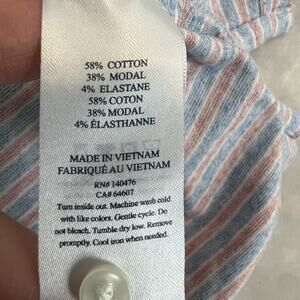 58% COTTON
38% MODAL
4% ELASTANE
58% COTON
38% MODAL
4% ÉLASTHANNE
MADE IN VIETNAM
FABRIQUÉ AU VIETNAM
RN# 140476
CA# 64607
Turn inside out. Machine wash cold
with like colors. Gentle cycle. Do
not bleach. Tumble dry low. Remove
promptly. Cool iron when needed.